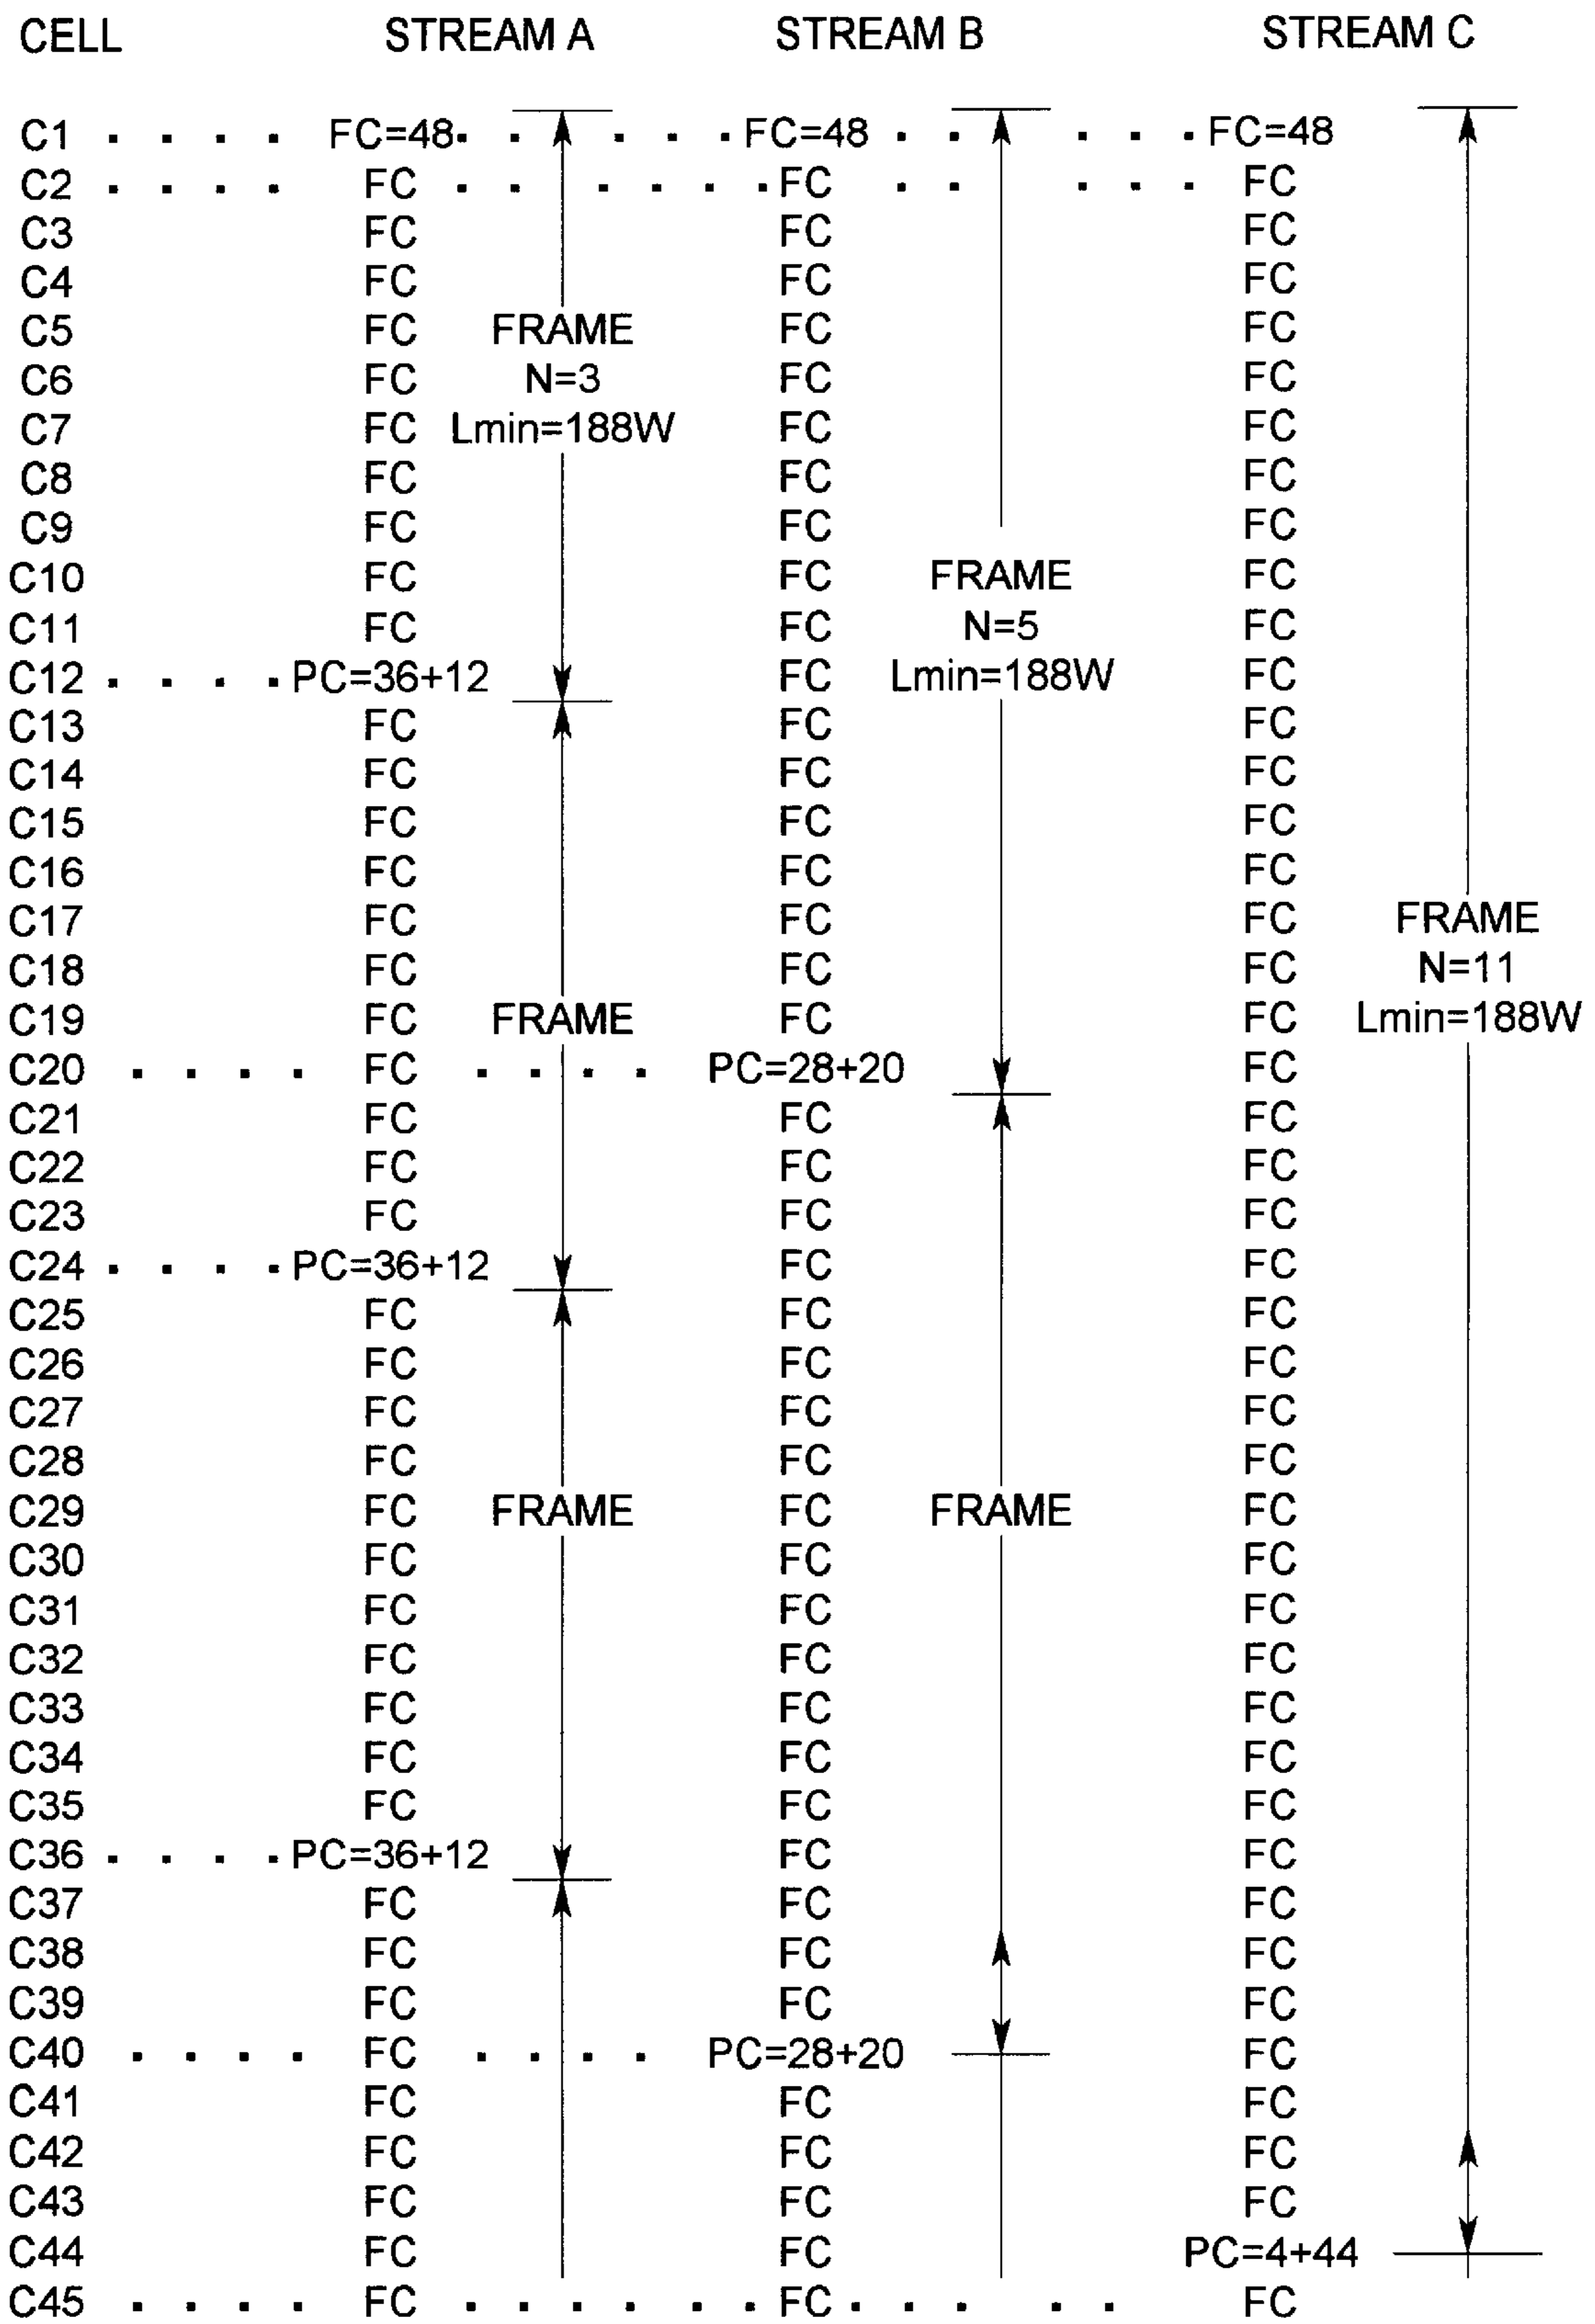 CELL STREAM A STREAM B STREAM C
C1 . . . . FC=48. . . . . .FC=48 . . . . .FC=48
C2 . . . . FC . . . . . .FC . . . . . FC
C3 FC FC FC
C4 FC FC FC
C5 FC FRAME FC FC
C6 FC N=3 FC FC
C7 FC Lmin=188W FC FC
C8 FC FC FC
C9 FC FC FC
C10 FC FC FRAME FC
C11 FC FC N=5 FC
C12 . . . .PC=36+12 FC Lmin=188W FC
C13 FC FC FC
C14 FC FC FC
C15 FC FC FC
C16 FC FC FC
C17 FC FC FC FRAME
C18 FC FC FC N=11
C19 FC FRAME FC FC Lmin=188W
C20 . . . . FC . . . . PC=28+20 FC
C21 FC FC FC
C22 FC FC FC
C23 FC FC FC
C24 . . . .PC=36+12 FC FC
C25 FC FC FC
C26 FC FC FC
C27 FC FC FC
C28 FC FC FC
C29 FC FRAME FC FRAME FC
C30 FC FC FC
C31 FC FC FC
C32 FC FC FC
C33 FC FC FC
C34 FC FC FC
C35 FC FC FC
C36 . . . .PC=36+12 FC FC
C37 FC FC FC
C38 FC FC FC
C39 FC FC FC
C40 . . . . FC . . . . PC=28+20 FC
C41 FC FC FC
C42 FC FC FC
C43 FC FC FC
C44 FC FC PC=4+44
C45 . . . . FC . . . . . .FC . . . . . FC